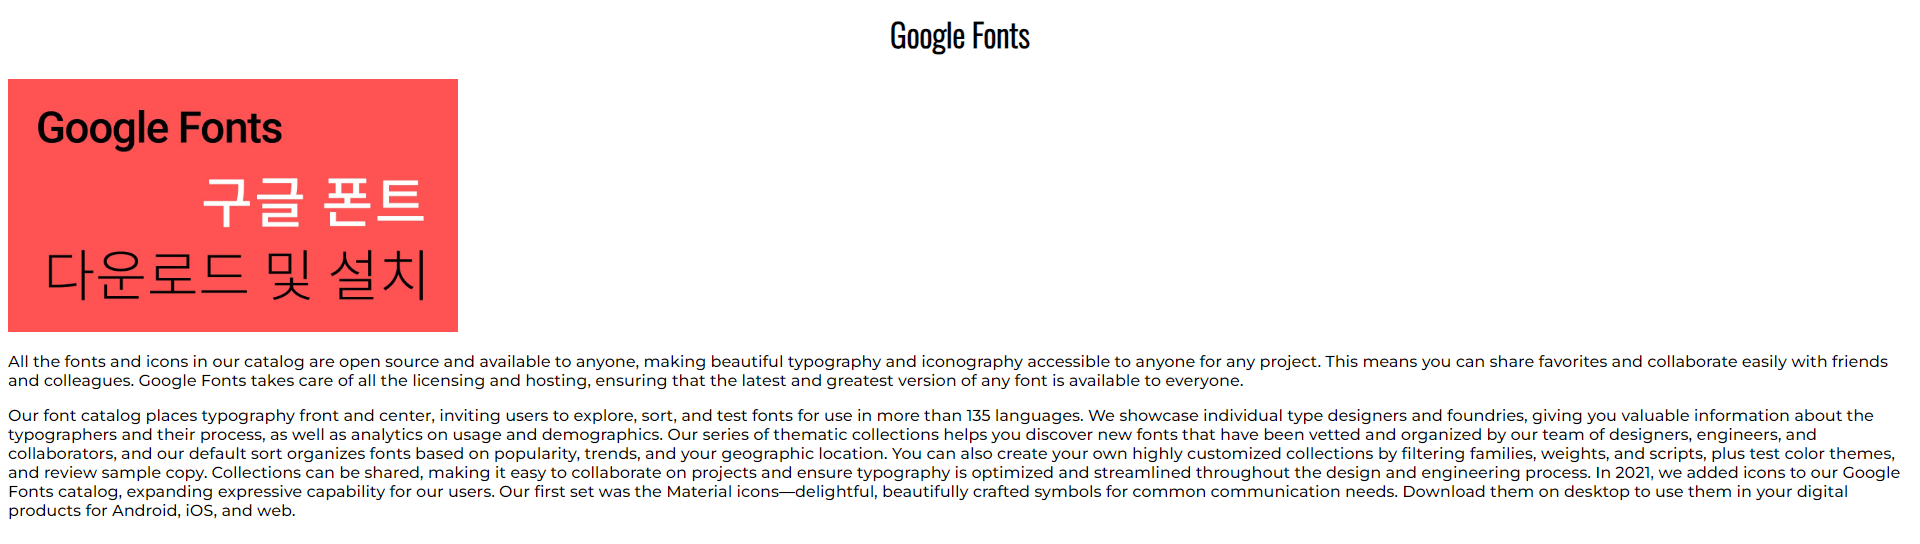 Google Fonts
Google Fonts
구글 폰트
다운로드 및 설치
All the fonts and icons in our catalog are open source and available to anyone, making beautiful typography and iconography accessible to anyone for any project. This means you can share favorites and collaborate easily with friends
and colleagues. Google Fonts takes care of all the licensing and hosting, ensuring that the latest and greatest version of any font is available to everyone.
Our font catalog places typography front and center, inviting users to explore, sort, and test fonts for use in more than 135 languages. We showcase individual type designers and foundries, giving you valuable information about the
typographers and their process, as well as analytics on usage and demographics. Our series of thematic collections helps you discover new fonts that have been vetted and organized by our team of designers, engineers, and
collaborators, and our default sort organizes fonts based on popularity, trends, and your geographic location. You can also create your own highly customized collections by filtering families, weights, and scripts, plus test color themes,
and review sample copy. Collections can be shared, making it easy to collaborate on projects and ensure typography is optimized and streamlined throughout the design and engineering process. In 2021, we added icons to our Google
Fonts catalog, expanding expressive capability for our users. Our first set was the Material icons—delightful, beautifully crafted symbols for common communication needs. Download them on desktop to use them in your digital
products for Android, iOS, and web.